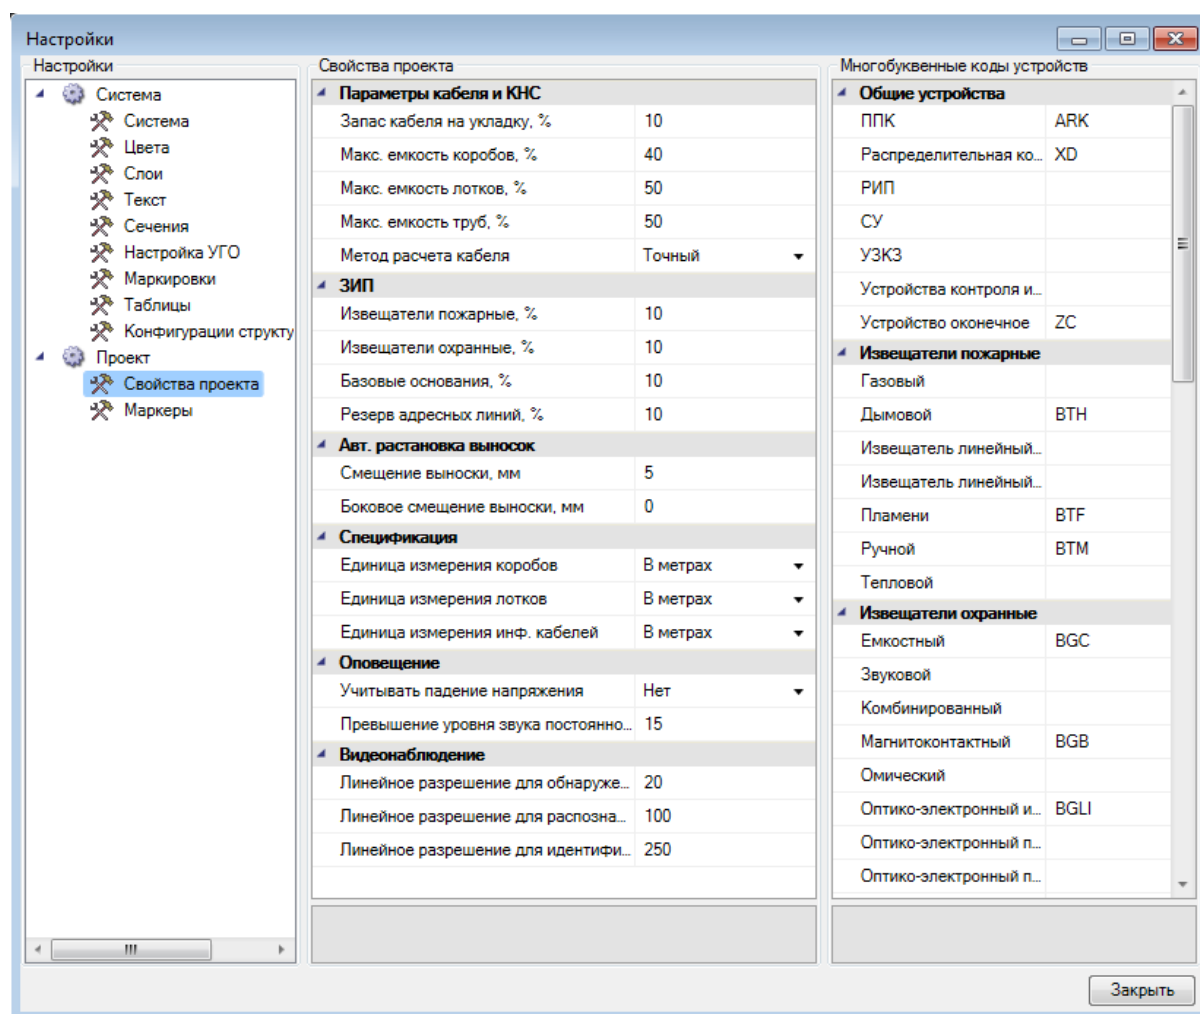 Настройки
Настройки
Система
Система
Цвета
Слои
Текст
Сечения
Настройка УГО
Маркировки
Таблицы
Конфигурации структу
Проект
Свойства проекта
Маркеры
Свойства проекта
Параметры кабеля и КНС
Запас кабеля на укладку, % 10
Макс. емкость коробов, % 40
Макс. емкость лотков, % 50
Макс. емкость труб, % 50
Метод расчета кабеля Точный
ЗИП
Извещатели пожарные, % 10
Извещатели охранные, % 10
Базовые основания, % 10
Резерв адресных линий, % 10
Авт. растановка выносок
Смещение выноски, мм 5
Боковое смещение выноски, мм 0
Спецификация
Единица измерения коробов В метрах
Единица измерения лотков В метрах
Единица измерения инф. кабелей В метрах
Оповещение
Учитывать падение напряжения Нет
Превышение уровня звука постоянно... 15
Видеонаблюдение
Линейное разрешение для обнаруже... 20
Линейное разрешение для распозна... 100
Линейное разрешение для идентифи... 250
Многобуквенные коды устройств
Общие устройства
ППК ARK
Распределительная ко... XD
РИП
СУ
УЗКЗ
Устройства контроля и...
Устройство оконечное ZC
Извещатели пожарные
Газовый
Дымовой BTH
Извещатель линейный...
Извещатель линейный...
Пламени BTF
Ручной BTM
Тепловой
Извещатели охранные
Емкостный BGC
Звуковой
Комбинированный
Магнитоконтактный BGB
Омический
Оптико-электронный и... BGLI
Оптико-электронный п...
Оптико-электронный п...
Закрыть